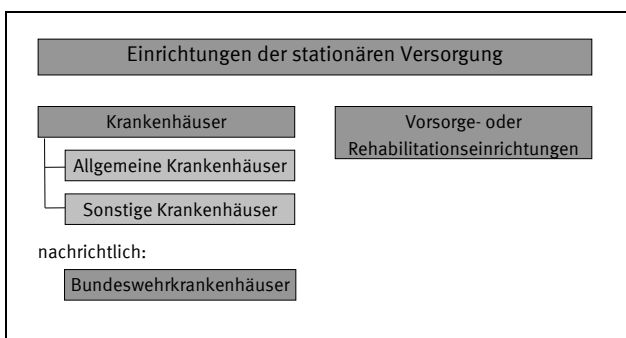 Einrichtungen der stationären Versorgung
Krankenhäuser
Allgemeine Krankenhäuser
Sonstige Krankenhäuser
nachrichtlich:
Bundeswehrkrankenhäuser
Vorsorge- oder
Rehabilitationseinrichtungen